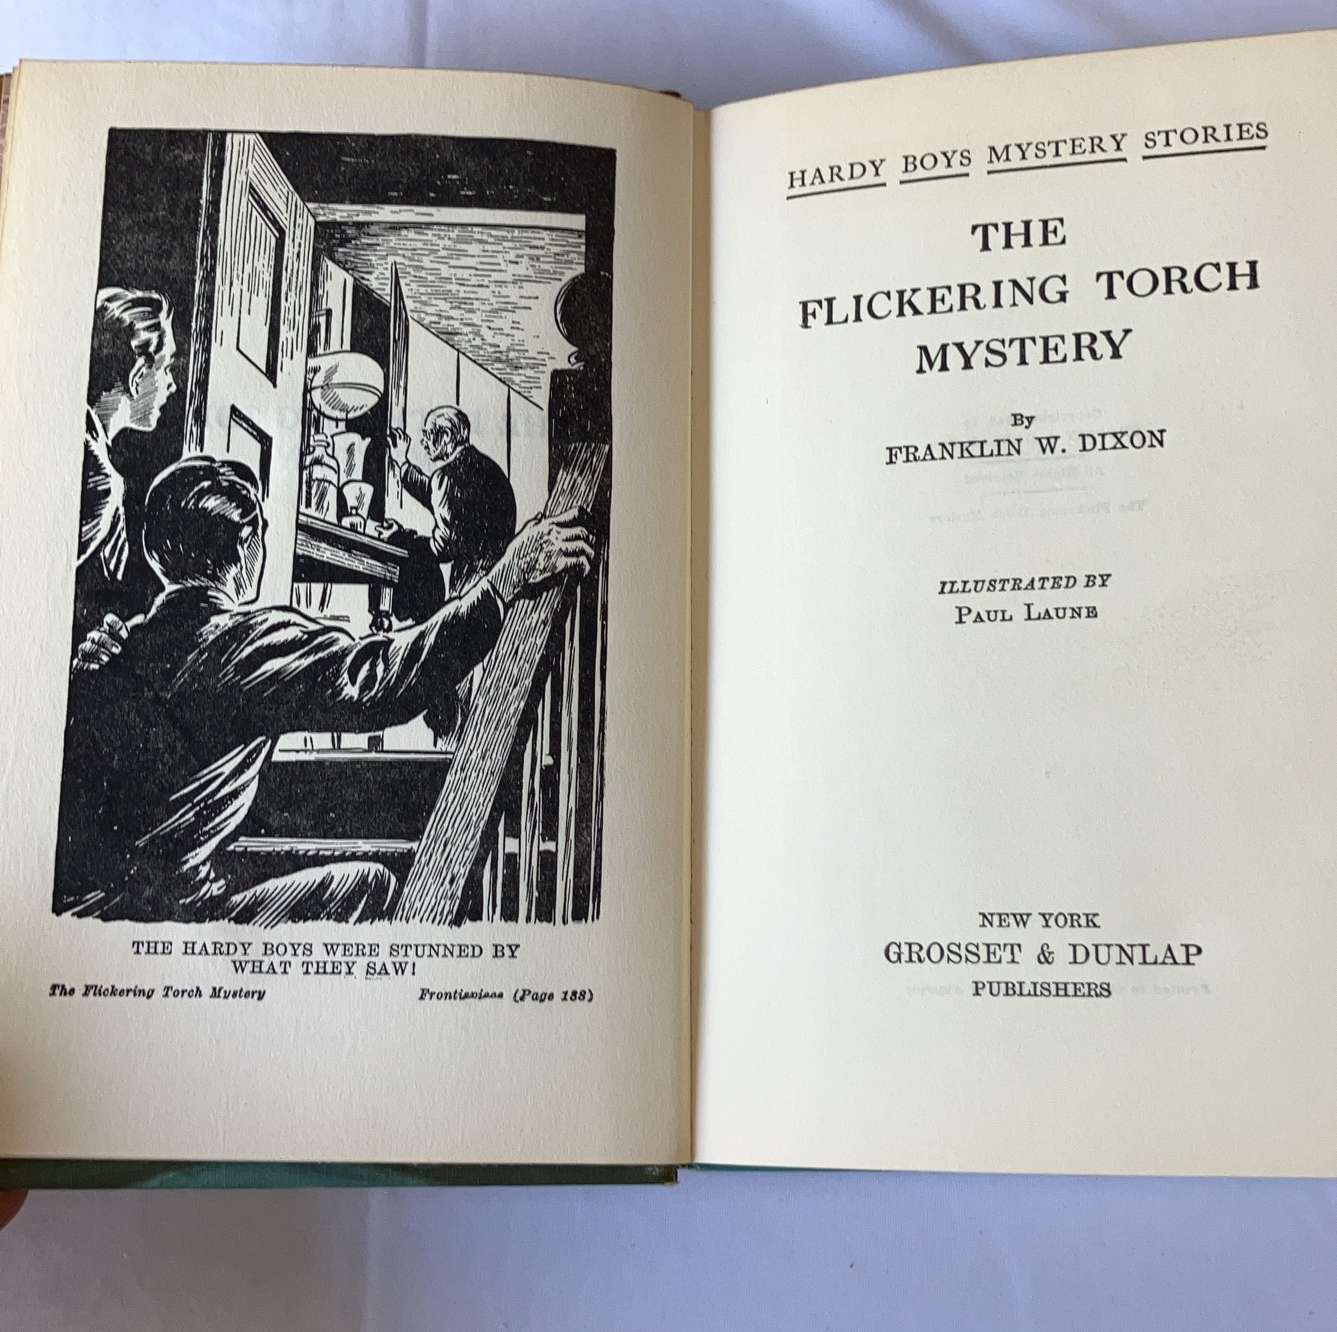 THE HARDY BOYS WERE STUNNED BY
WHAT THEY SAW!
The Flickering Torch Mystery Frontispiece (Page 188)
HARDY BOYS MYSTERY STORIES
THE
FLICKERING TORCH
MYSTERY
By
FRANKLIN W. DIXON
ILLUSTRATED BY
PAUL LAUNE
NEW YORK
GROSSET & DUNLAP
PUBLISHERS